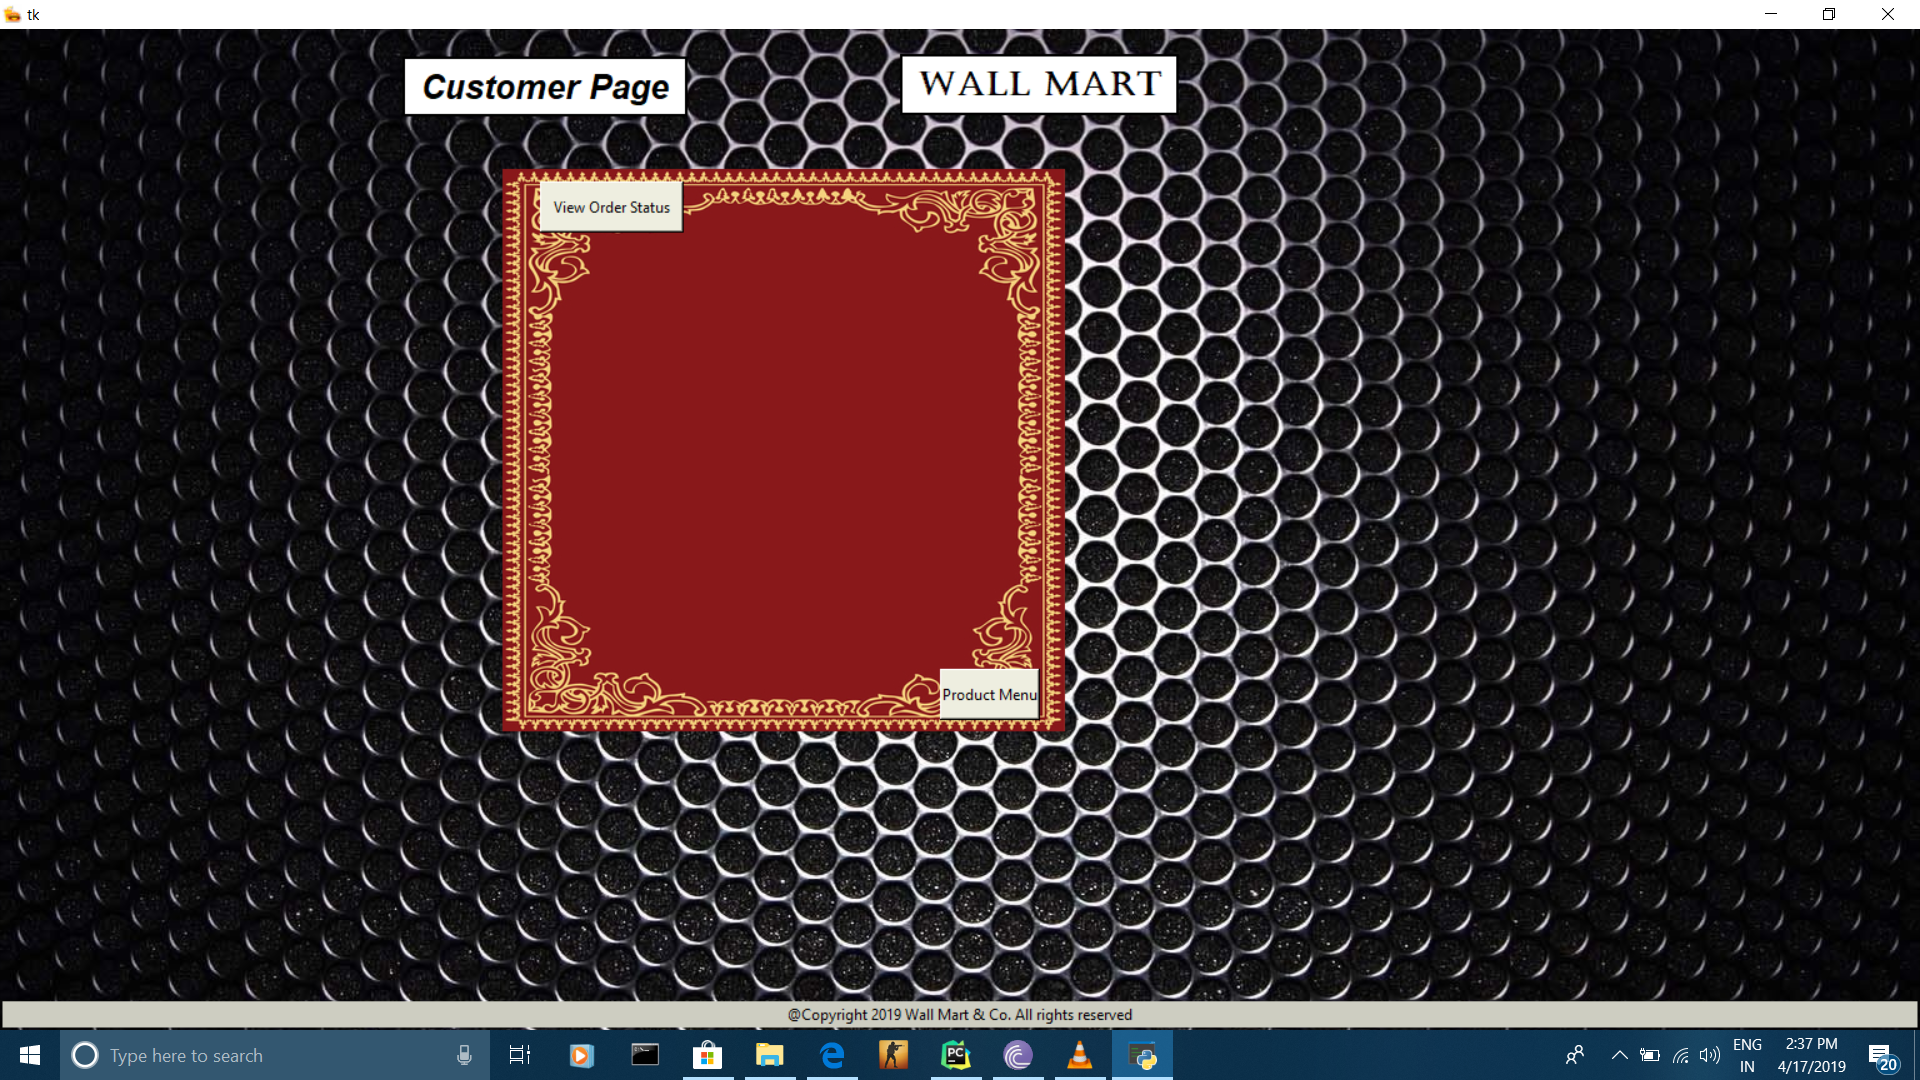 tk
Customer Page
WALL MART
View Order Status
Product Menu
@Copyright 2019 Wall Mart & Co. All rights reserved
Type here to search
PC
ENG
IN
2:37 PM
4/17/2019
20